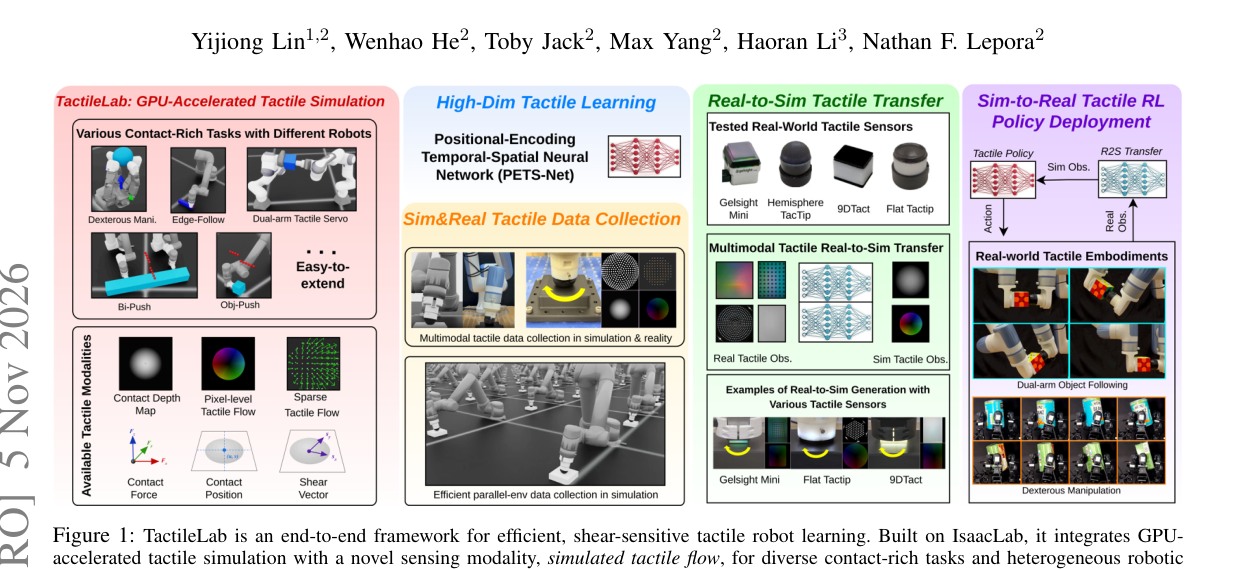 Yijiong Lin1,2, Wenhao He2, Toby Jack2, Max Yang2, Haoran Li3, Nathan F. Lepora2
RO] 5 Nov 2026
TactileLab: GPU-Accelerated Tactile Simulation
Various Contact-Rich Tasks with Different Robots
Dexterous Mani.
Edge-Follow
Dual-arm Tactile Servo
. . .
Easy-to-
extend
Bi-Push
Obj-Push
Available Tactile Modalities
Contact Depth
Map
Pixel-level
Tactile Flow
Sparse
Tactile Flow
Contact
Force
Contact
Position
Shear
Vector
High-Dim Tactile Learning
Positional-Encoding
Temporal-Spatial Neural
Network (PETS-Net)
Sim&Real Tactile Data Collection
Multimodal tactile data collection in simulation & reality
Efficient parallel-env data collection in simulation
Real-to-Sim Tactile Transfer
Tested Real-World Tactile Sensors
Gelsight
Mini
Hemisphere
TacTip
9DTact
Flat Tactip
Multimodal Tactile Real-to-Sim Transfer
Real Tactile Obs.
Sim Tactile Obs.
Examples of Real-to-Sim Generation with
Various Tactile Sensors
Gelsight Mini
Flat Tactip
9DTact
Sim-to-Real Tactile RL
Policy Deployment
Tactile Policy
R2S Transfer
Sim Obs.
Action
Real
Obs.
Real-world Tactile Embodiments
Dual-arm Object Following
Dexterous Manipulation
Figure 1: TactileLab is an end-to-end framework for efficient, shear-sensitive tactile robot learning. Built on IsaacLab, it integrates GPU-
accelerated tactile simulation with a novel sensing modality, simulated tactile flow, for diverse contact-rich tasks and heterogeneous robotic